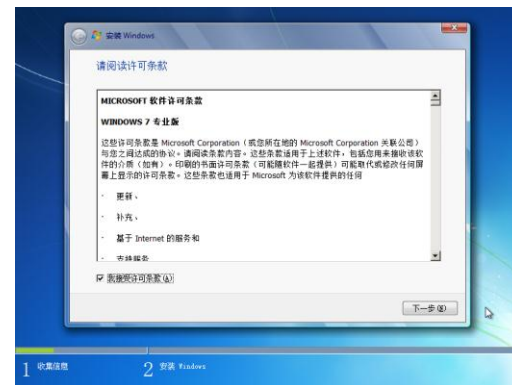 安装 Windows
请阅读许可条款
MICROSOFT 软件许可条款
WINDOWS 7 专业版
这些许可条款是 Microsoft Corporation（或您所在地的 Microsoft Corporation 关联公司）
与您之间达成的协议。请阅读条款内容。这些条款适用于上述软件，包括您用来接收该软
件的介质（如有）。印刷的书面许可条款（可能随软件一起提供）可能取代或修改任何屏
幕上显示的许可条款。这些条款也适用于 Microsoft 为该软件提供的任何
· 更新、
· 补充、
· 基于 Internet 的服务和
· 支持服务
我接受许可条款(A)
下一步(N)
1 收集信息
2 安装 Windows